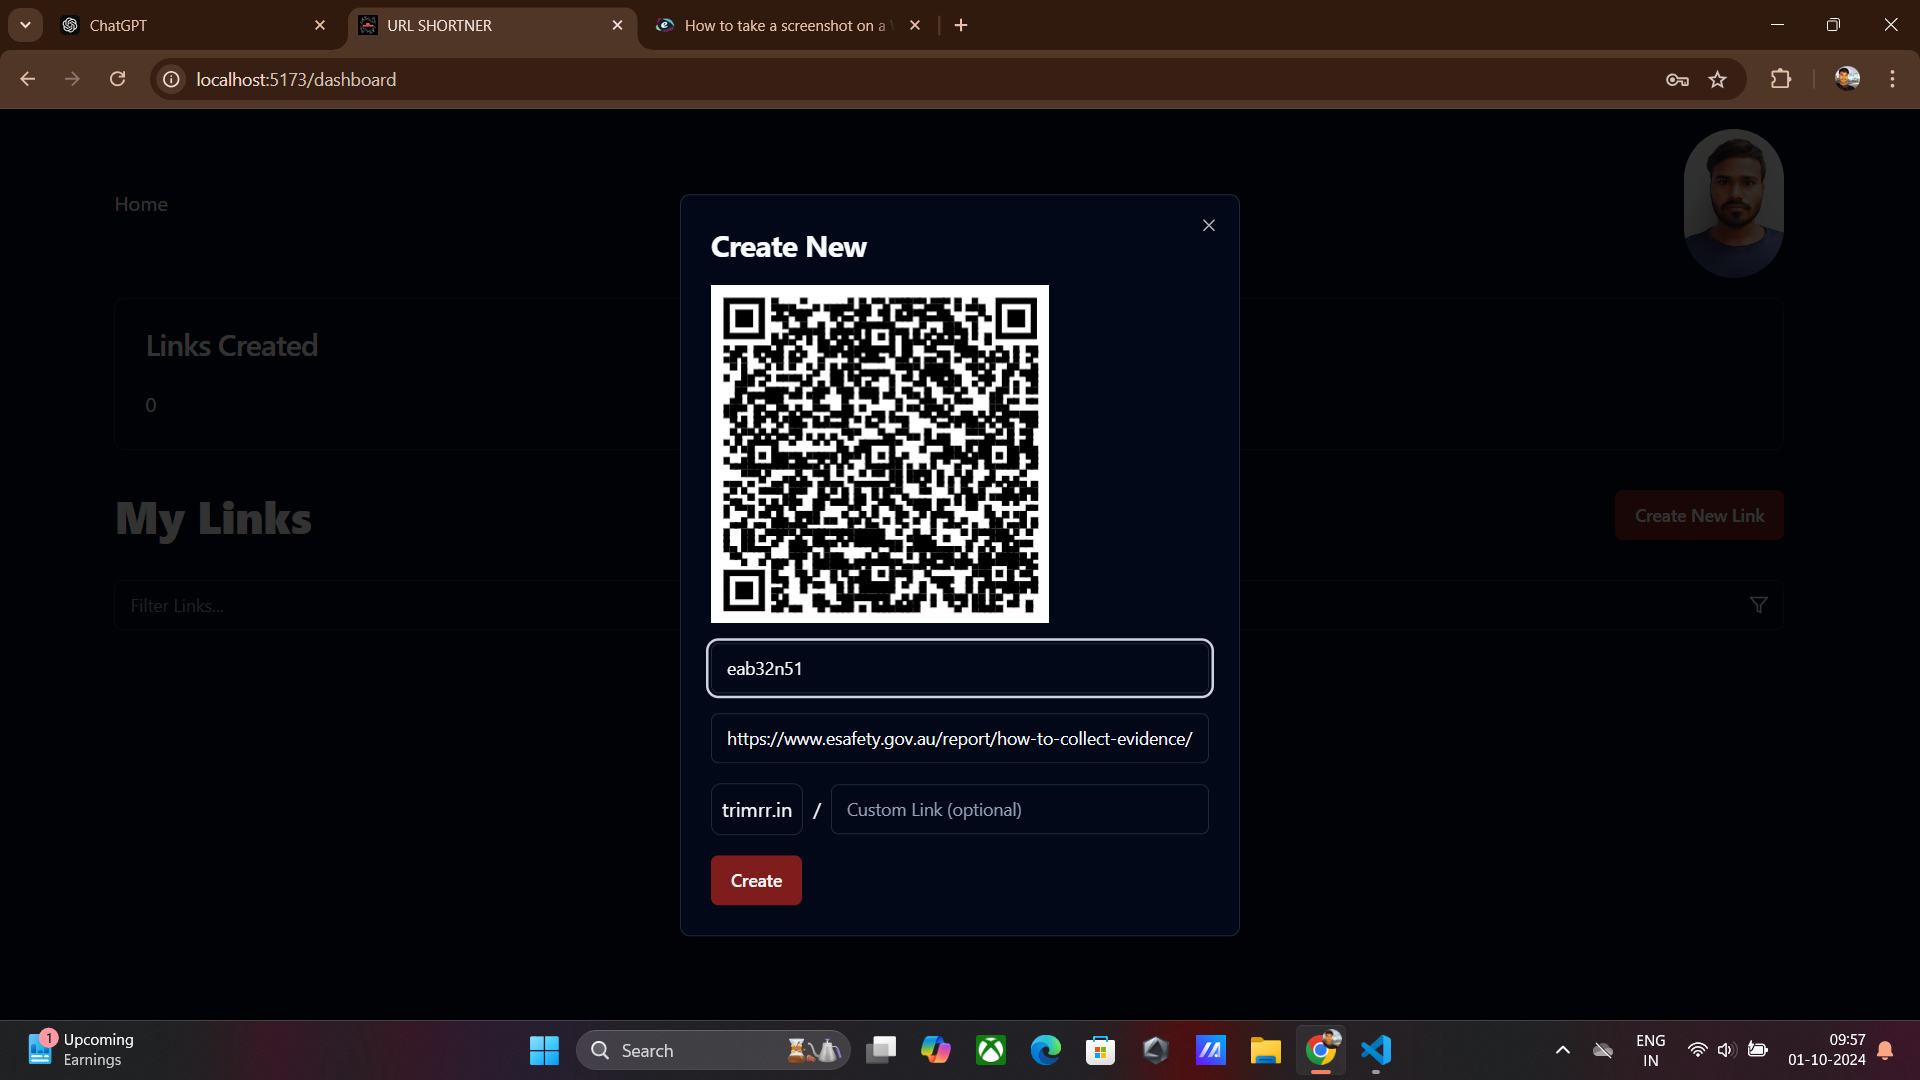 ChatGPT
URL SHORTNER
How to take a screenshot on a
localhost:5173/dashboard
Home
Links Created
0
My Links
Create New Link
Filter Links...
Create New
eab32n51
https://www.esafety.gov.au/report/how-to-collect-evidence/
trimrr.in / Custom Link (optional)
Create
1
Upcoming
Earnings
Search
ENG
IN
09:57
01-10-2024